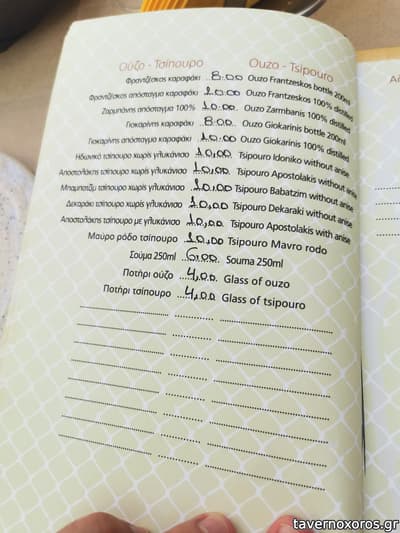 Ούζο - Τσίπουρο Ouzo - Tsipouro
Φραντζέσκος καραφάκι ...8.00 Ouzo Frantzeskos bottle 200ml
Φραντζέσκος απόσταγμα καραφάκι 10.00 Ouzo Frantzeskos 100% distilled
Ζαρμπάνης απόσταγμα 100% 10.00. Ouzo Zarmbanis 100% distilled
Γιοκαρίνης καραφάκι ...8.00 Ouzo Giokarinis bottle 200ml
Γιοκαρίνης απόσταγμα καραφάκι 10.00 Ouzo Giokarinis 100% distilled
Ηδωνικό τσίπουρο χωρίς γλυκάνισο 10,00 Tsipouro Idoniko without anise
Αποστολάκης τσίπουρο χωρίς γλυκάνισο 10,00 Tsipouro Apostolakis without anise
Μπαμπατζίμ τσίπουρο χωρίς γλυκάνισο 10,00 Tsipouro Babatzim without anise
Δεκαράκι τσίπουρο χωρίς γλυκάνισο 10,00 Tsipouro Dekaraki without anise
Αποστολάκης τσίπουρο με γλυκάνισο 10,00 Tsipouro Apostolakis with anise
Μαύρο ρόδο τσίπουρο 10,00 Tsipouro Mavro rodo
Σούμα 250ml ...6,00. Souma 250ml
Ποτήρι ούζο ...4,00. Glass of ouzo
Ποτήρι τσίπουρο ...4,00 Glass of tsipouro
tavernoxoros.gr